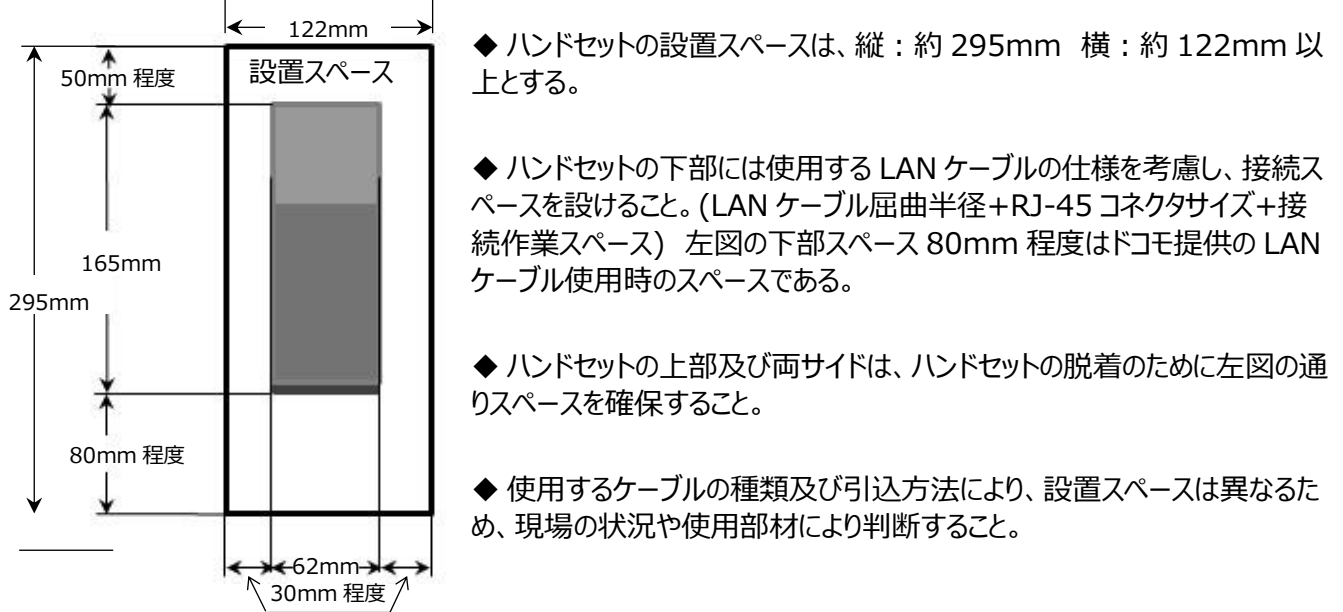 122mm
50mm 程度
設置スペース
165mm
295mm
80mm 程度
62mm
30mm 程度
◆ ハンドセットの設置スペースは、縦：約 295mm 横：約 122mm 以
上とする。
◆ ハンドセットの下部には使用する LAN ケーブルの仕様を考慮し、接続ス
ペースを設けること。(LAN ケーブル屈曲半径+RJ-45 コネクタサイズ+接
続作業スペース) 左図の下部スペース 80mm 程度はドコモ提供の LAN
ケーブル使用時のスペースである。
◆ ハンドセットの上部及び両サイドは、ハンドセットの脱着のために左図の通
りスペースを確保すること。
◆ 使用するケーブルの種類及び引込方法により、設置スペースは異なるた
め、現場の状況や使用部材により判断すること。